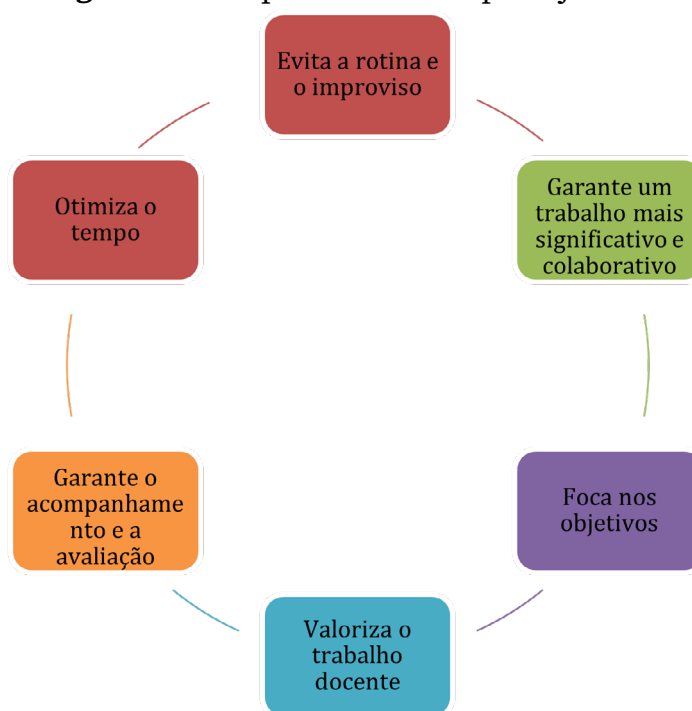 Evita a rotina e
o improviso
Garante um
trabalho mais
significativo e
colaborativo
Foca nos
objetivos
Valoriza o
trabalho
docente
Garante o
acompanhame
nto e a
avaliação
Otimiza o
tempo